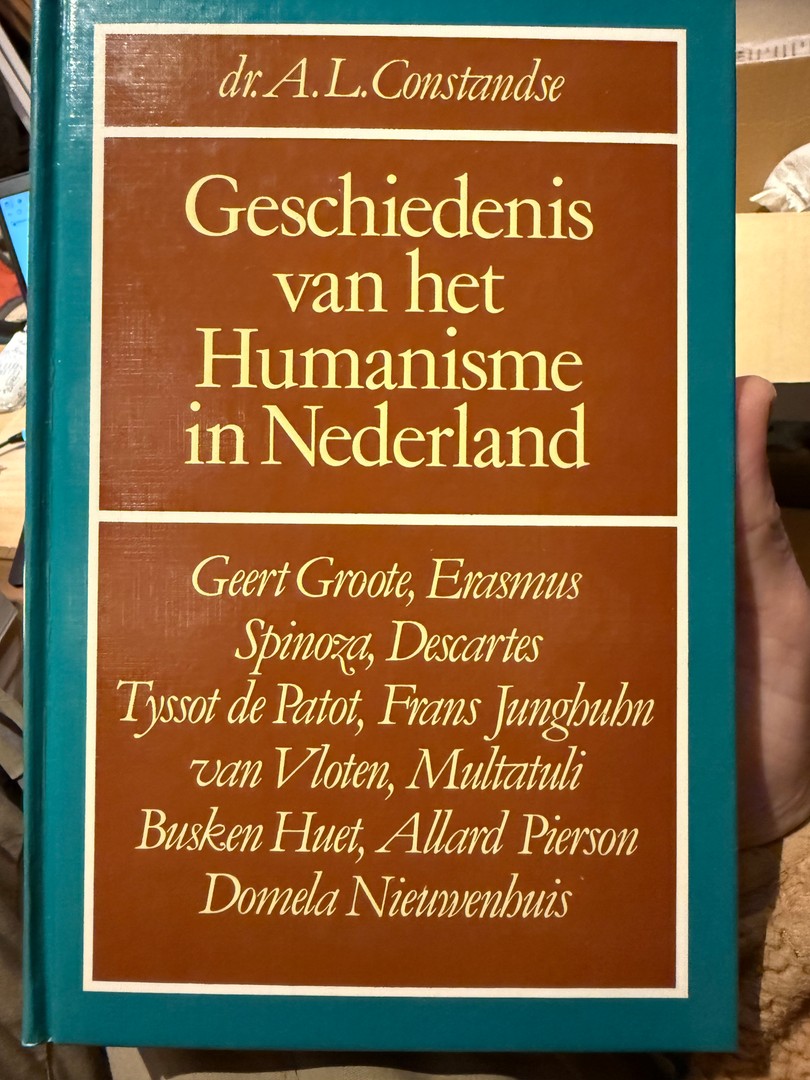 dr. A. L. Constandse
Geschiedenis
van het
Humanisme
in Nederland
Geert Groote, Erasmus
Spinoza, Descartes
Tyssot de Patot, Frans Junghuhn
van Vloten, Multatuli
Busken Huet, Allard Pierson
Domela Nieuwenhuis